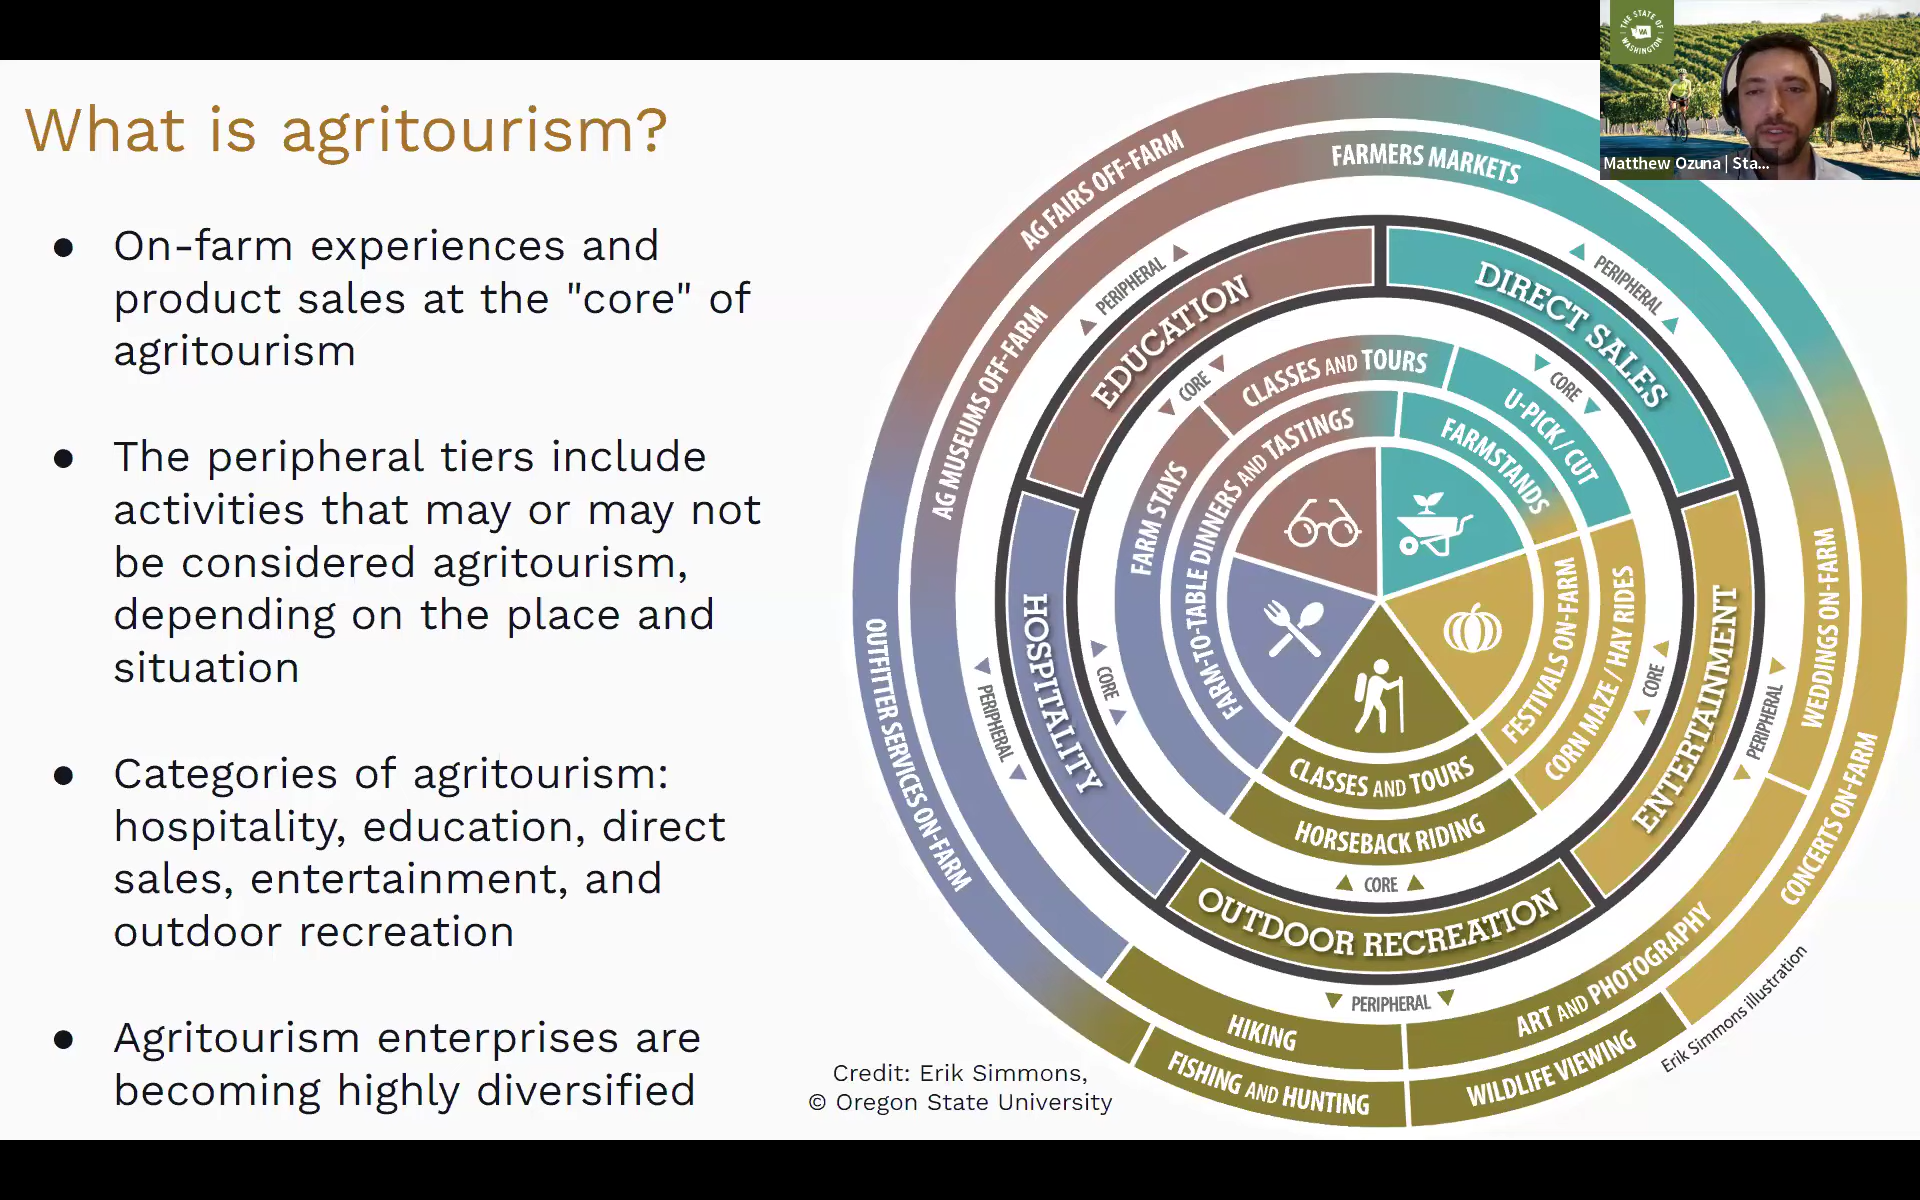 What is agritourism?
● On-farm experiences and
product sales at the "core" of
agritourism
● The peripheral tiers include
activities that may or may not
be considered agritourism,
depending on the place and
situation
● Categories of agritourism:
hospitality, education, direct
sales, entertainment, and
outdoor recreation
● Agritourism enterprises are
becoming highly diversified
THE STATE OF
WA
WASHINGTON
Matthew Ozuna | Sta...
AG FAIRS OFF-FARM
FARMERS MARKETS
AG MUSEUMS OFF-FARM
PERIPHERAL
PERIPHERAL
EDUCATION
DIRECT SALES
CORE
CORE
CLASSES AND TOURS
U-PICK / CUT
FARM STAYS
FARM-TO-TABLE DINNERS AND TASTINGS
FARMSTANDS
FESTIVALS ON-FARM
CORN MAZE / HAY RIDES
HOSPITALITY
ENTERTAINMENT
CORE
CORE
PERIPHERAL
PERIPHERAL
OUTFITTER SERVICES ON-FARM
WEDDINGS ON-FARM
CONCERTS ON-FARM
CLASSES AND TOURS
HORSEBACK RIDING
CORE
OUTDOOR RECREATION
PERIPHERAL
HIKING
ART AND PHOTOGRAPHY
FISHING AND HUNTING
WILDLIFE VIEWING
Erik Simmons illustration
Credit: Erik Simmons,
© Oregon State University